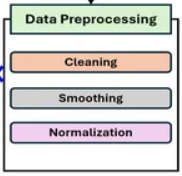 Data Preprocessing
Cleaning
Smoothing
Normalization